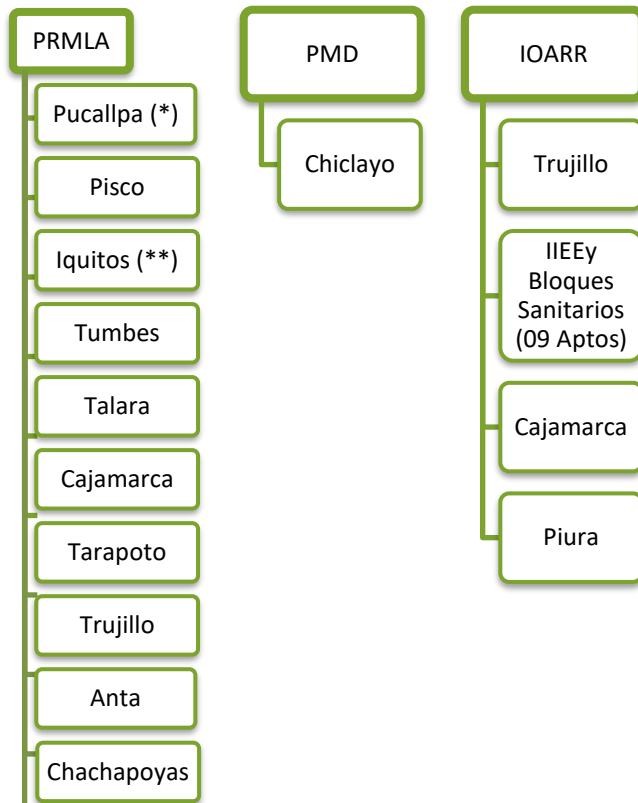 PRMLA
Pucallpa (*)
Pisco
Iquitos (**)
Tumbes
Talara
Cajamarca
Tarapoto
Trujillo
Anta
Chachapoyas
PMD
Chiclayo
IOARR
Trujillo
IIEEy
Bloques
Sanitarios
(09 Aptos)
Cajamarca
Piura